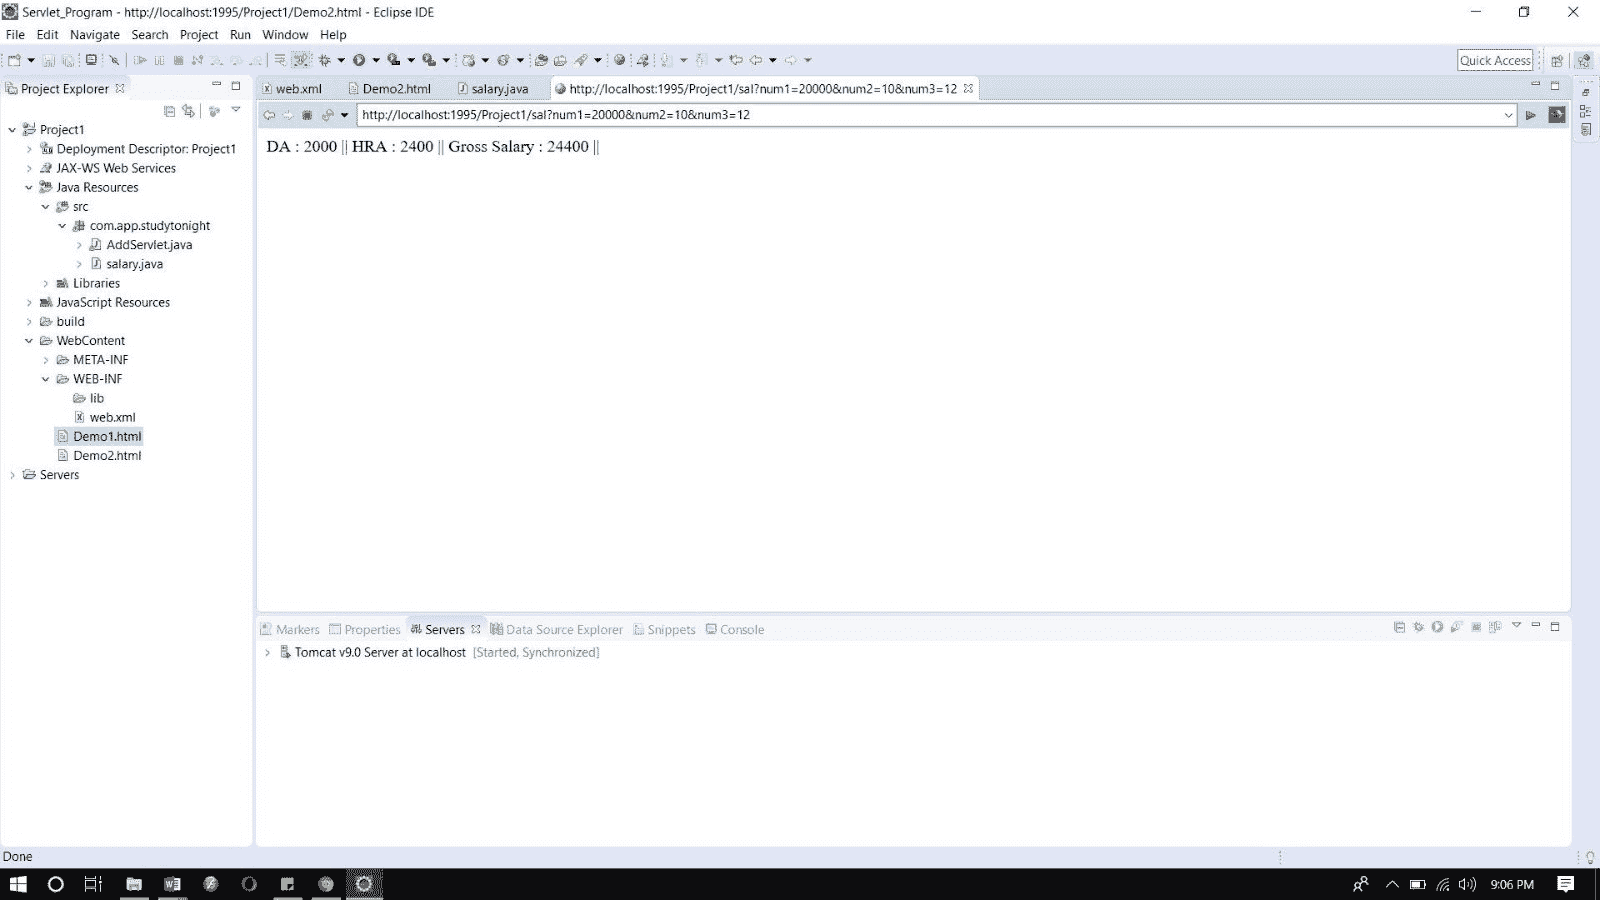 Servlet_Program - http://localhost:1995/Project1/Demo2.html - Eclipse IDE
File Edit Navigate Search Project Run Window Help
Quick Access
Project Explorer
web.xml Demo2.html salary.java http://localhost:1995/Project1/sal?num1=20000&num2=10&num3=12
http://localhost:1995/Project1/sal?num1=20000&num2=10&num3=12
DA : 2000 || HRA : 2400 || Gross Salary : 24400 ||
Project1
Deployment Descriptor: Project1
JAX-WS Web Services
Java Resources
src
com.app.studytonight
AddServlet.java
salary.java
Libraries
JavaScript Resources
build
WebContent
META-INF
WEB-INF
lib
web.xml
Demo1.html
Demo2.html
Servers
Markers Properties Servers Data Source Explorer Snippets Console
Tomcat v9.0 Server at localhost [Started, Synchronized]
Done
9:06 PM